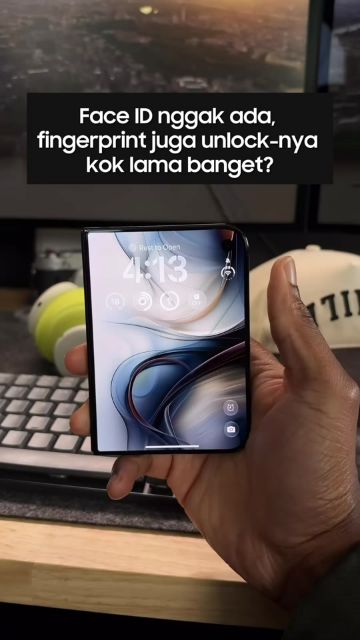 Face ID nggak ada,
fingerprint juga unlock-nya
kok lama banget?
Rest to Open
4:13